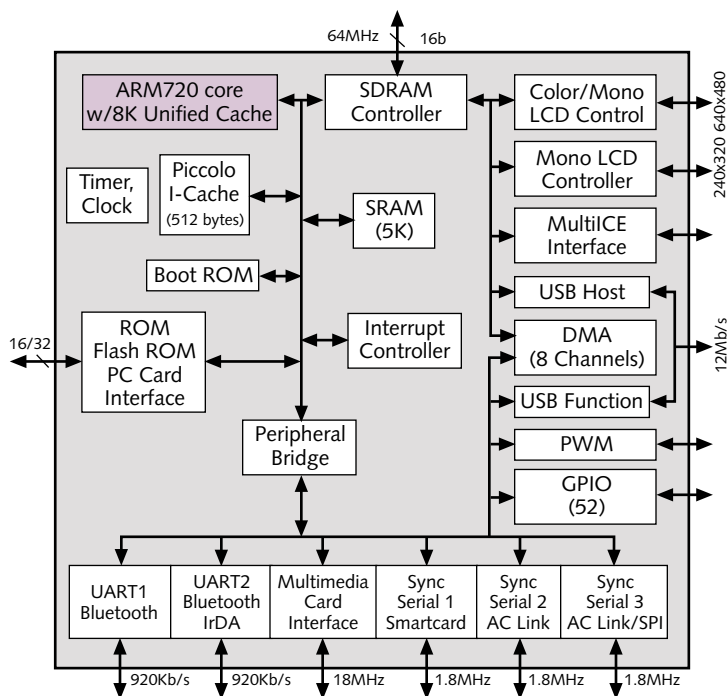 64MHz
16b
ARM720 core
w/8K Unified Cache
SDRAM
Controller
Color/Mono
LCD Control
640x480
Mono LCD
Controller
240x320
Timer,
Clock
Piccolo
I-Cache
(512 bytes)
SRAM
(5K)
MultiICE
Interface
Boot ROM
USB Host
16/32
ROM
Flash ROM
PC Card
Interface
Interrupt
Controller
DMA
(8 Channels)
12Mb/s
USB Function
Peripheral
Bridge
PWM
GPIO
(52)
UART1
Bluetooth
UART2
Bluetooth
IrDA
Multimedia
Card
Interface
Sync
Serial 1
Smartcard
Sync
Serial 2
AC Link
Sync
Serial 3
AC Link/SPI
920Kb/s
920Kb/s
18MHz
1.8MHz
1.8MHz
1.8MHz